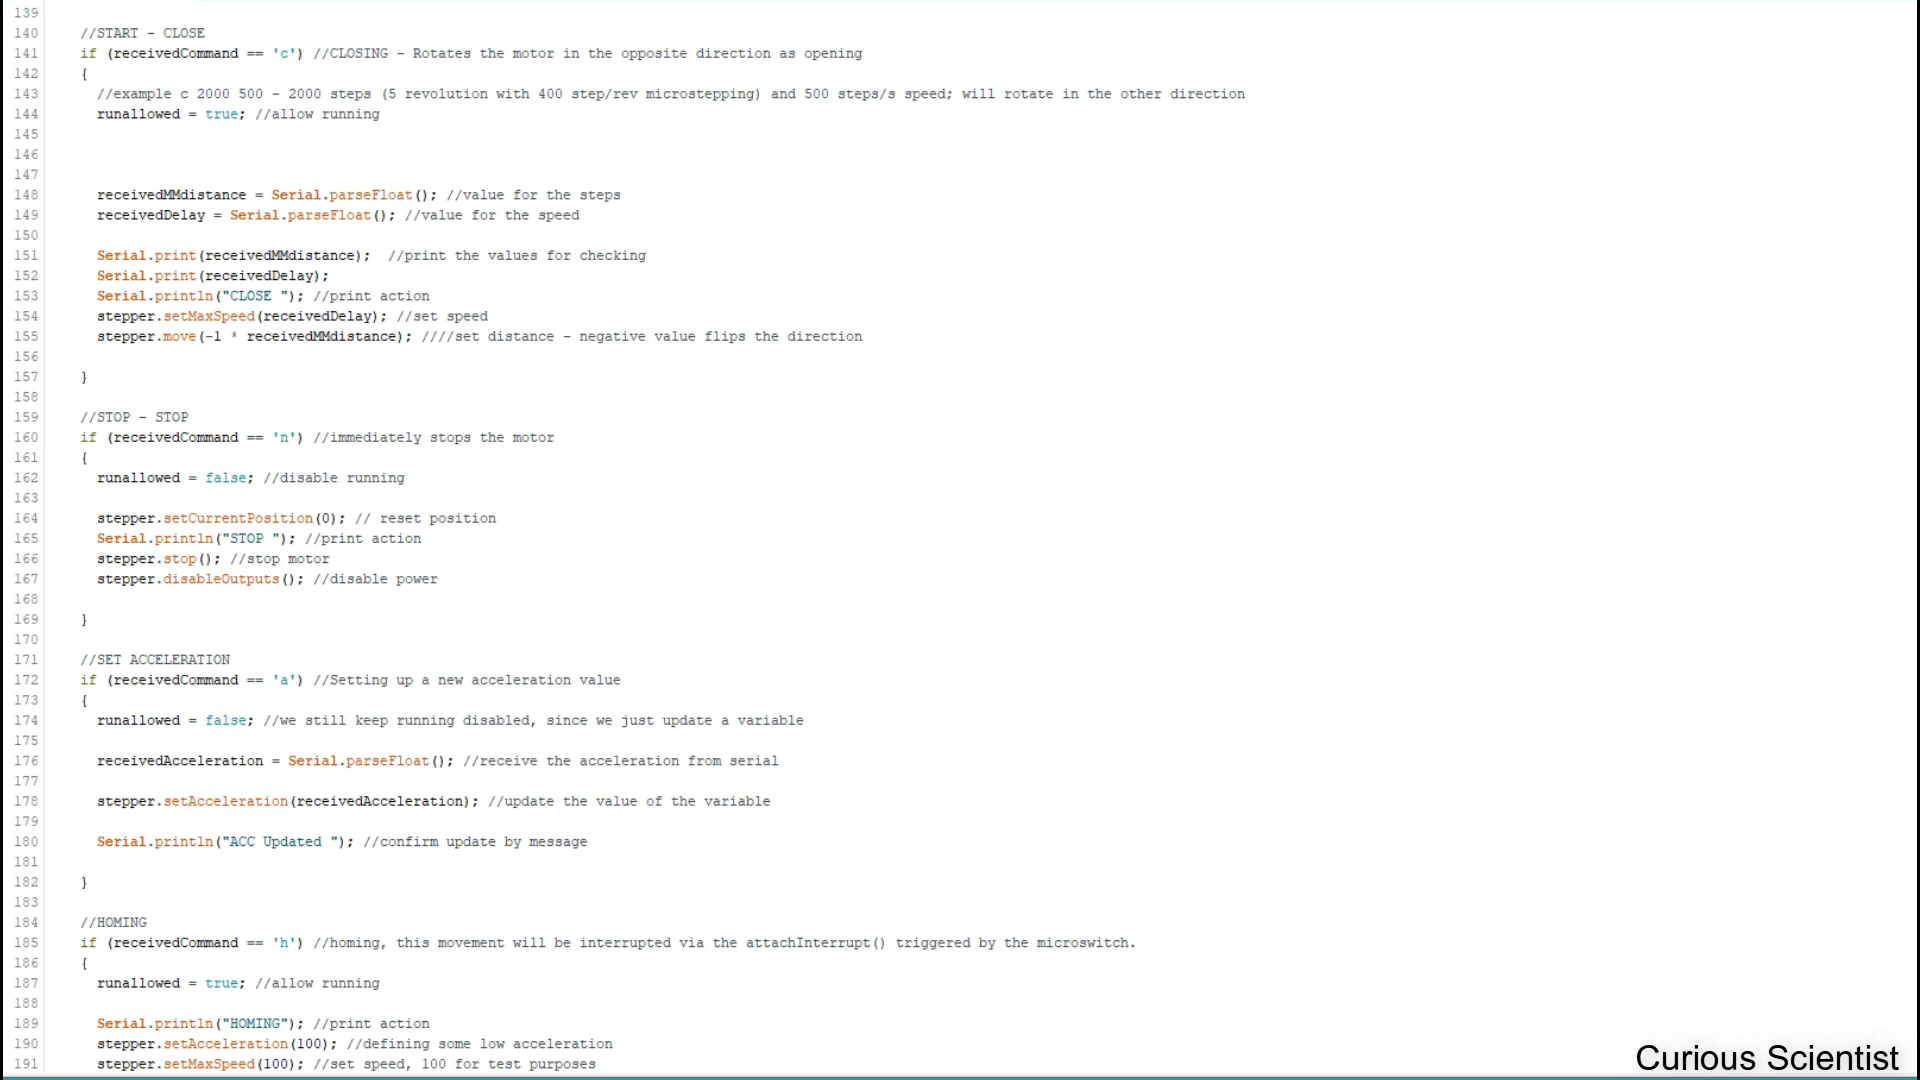 139
140 //START - CLOSE
141 if (receivedCommand == 'c') //CLOSING - Rotates the motor in the opposite direction as opening
142 {
143 //example c 2000 500 - 2000 steps (5 revolution with 400 step/rev microstepping) and 500 steps/s speed; will rotate in the other direction
144 runallowed = true; //allow running
145
146
147
148 receivedMMdistance = Serial.parseFloat(); //value for the steps
149 receivedDelay = Serial.parseFloat(); //value for the speed
150
151 Serial.print(receivedMMdistance); //print the values for checking
152 Serial.print(receivedDelay);
153 Serial.println("CLOSE "); //print action
154 stepper.setMaxSpeed(receivedDelay); //set speed
155 stepper.move(-1 * receivedMMdistance); ////set distance - negative value flips the direction
156
157 }
158
159 //STOP - STOP
160 if (receivedCommand == 'n') //immediately stops the motor
161 {
162 runallowed = false; //disable running
163
164 stepper.setCurrentPosition(0); // reset position
165 Serial.println("STOP "); //print action
166 stepper.stop(); //stop motor
167 stepper.disableOutputs(); //disable power
168
169 }
170
171 //SET ACCELERATION
172 if (receivedCommand == 'a') //Setting up a new acceleration value
173 {
174 runallowed = false; //we still keep running disabled, since we just update a variable
175
176 receivedAcceleration = Serial.parseFloat(); //receive the acceleration from serial
177
178 stepper.setAcceleration(receivedAcceleration); //update the value of the variable
179
180 Serial.println("ACC Updated "); //confirm update by message
181
182 }
183
184 //HOMING
185 if (receivedCommand == 'h') //homing, this movement will be interrupted via the attachInterrupt() triggered by the microswitch.
186 {
187 runallowed = true; //allow running
188
189 Serial.println("HOMING"); //print action
190 stepper.setAcceleration(100); //defining some low acceleration
191 stepper.setMaxSpeed(100); //set speed, 100 for test purposes
Curious Scientist